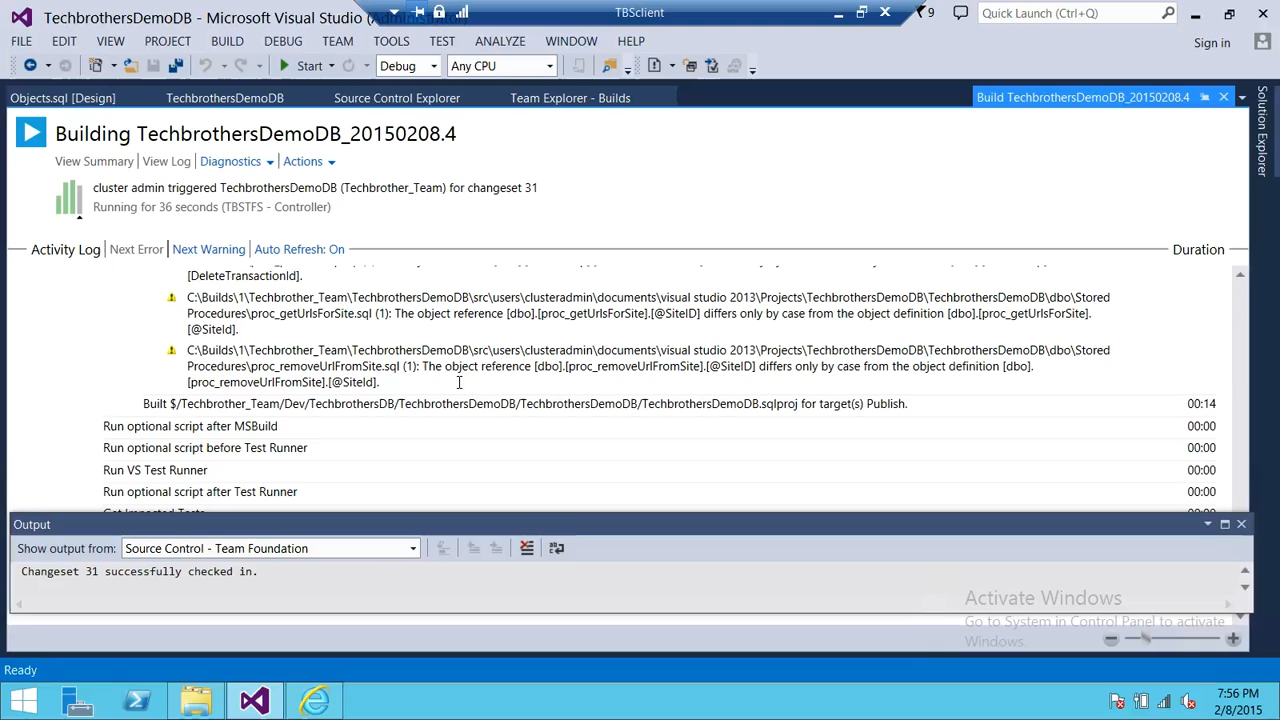 TechbrothersDemoDB - Microsoft Visual Studio (Administrator)
TBSclient
9
Quick Launch (Ctrl+Q)
FILE EDIT VIEW PROJECT BUILD DEBUG TEAM TOOLS TEST ANALYZE WINDOW HELP
Sign in
Start Debug Any CPU
Objects.sql [Design] TechbrothersDemoDB Source Control Explorer Team Explorer - Builds Build TechbrothersDemoDB_20150208.4
Solution Explorer
Building TechbrothersDemoDB_20150208.4
View Summary | View Log | Diagnostics | Actions
cluster admin triggered TechbrothersDemoDB (Techbrother_Team) for changeset 31
Running for 36 seconds (TBSTFS - Controller)
Activity Log | Next Error | Next Warning Auto Refresh: On Duration
[DeleteTransactionId].
C:\Builds\1\Techbrother_Team\TechbrothersDemoDB\src\users\clusteradmin\documents\visual studio 2013\Projects\TechbrothersDemoDB\TechbrothersDemoDB\dbo\Stored
Procedures\proc_getUrlsForSite.sql (1): The object reference [dbo].[proc_getUrlsForSite].[@SiteID] differs only by case from the object definition [dbo].[proc_getUrlsForSite].
[@SiteId].
C:\Builds\1\Techbrother_Team\TechbrothersDemoDB\src\users\clusteradmin\documents\visual studio 2013\Projects\TechbrothersDemoDB\TechbrothersDemoDB\dbo\Stored
Procedures\proc_removeUrlFromSite.sql (1): The object reference [dbo].[proc_removeUrlFromSite].[@SiteID] differs only by case from the object definition [dbo].
[proc_removeUrlFromSite].[@SiteId].
Built $/Techbrother_Team/Dev/TechbrothersDB/TechbrothersDemoDB/TechbrothersDemoDB/TechbrothersDemoDB.sqlproj for target(s) Publish. 00:14
Run optional script after MSBuild 00:00
Run optional script before Test Runner 00:00
Run VS Test Runner 00:00
Run optional script after Test Runner 00:00
Output
Show output from: Source Control - Team Foundation
Changeset 31 successfully checked in.
Activate Windows
Go to System in Control Panel to activate
Windows.
Ready
7:56 PM
2/8/2015